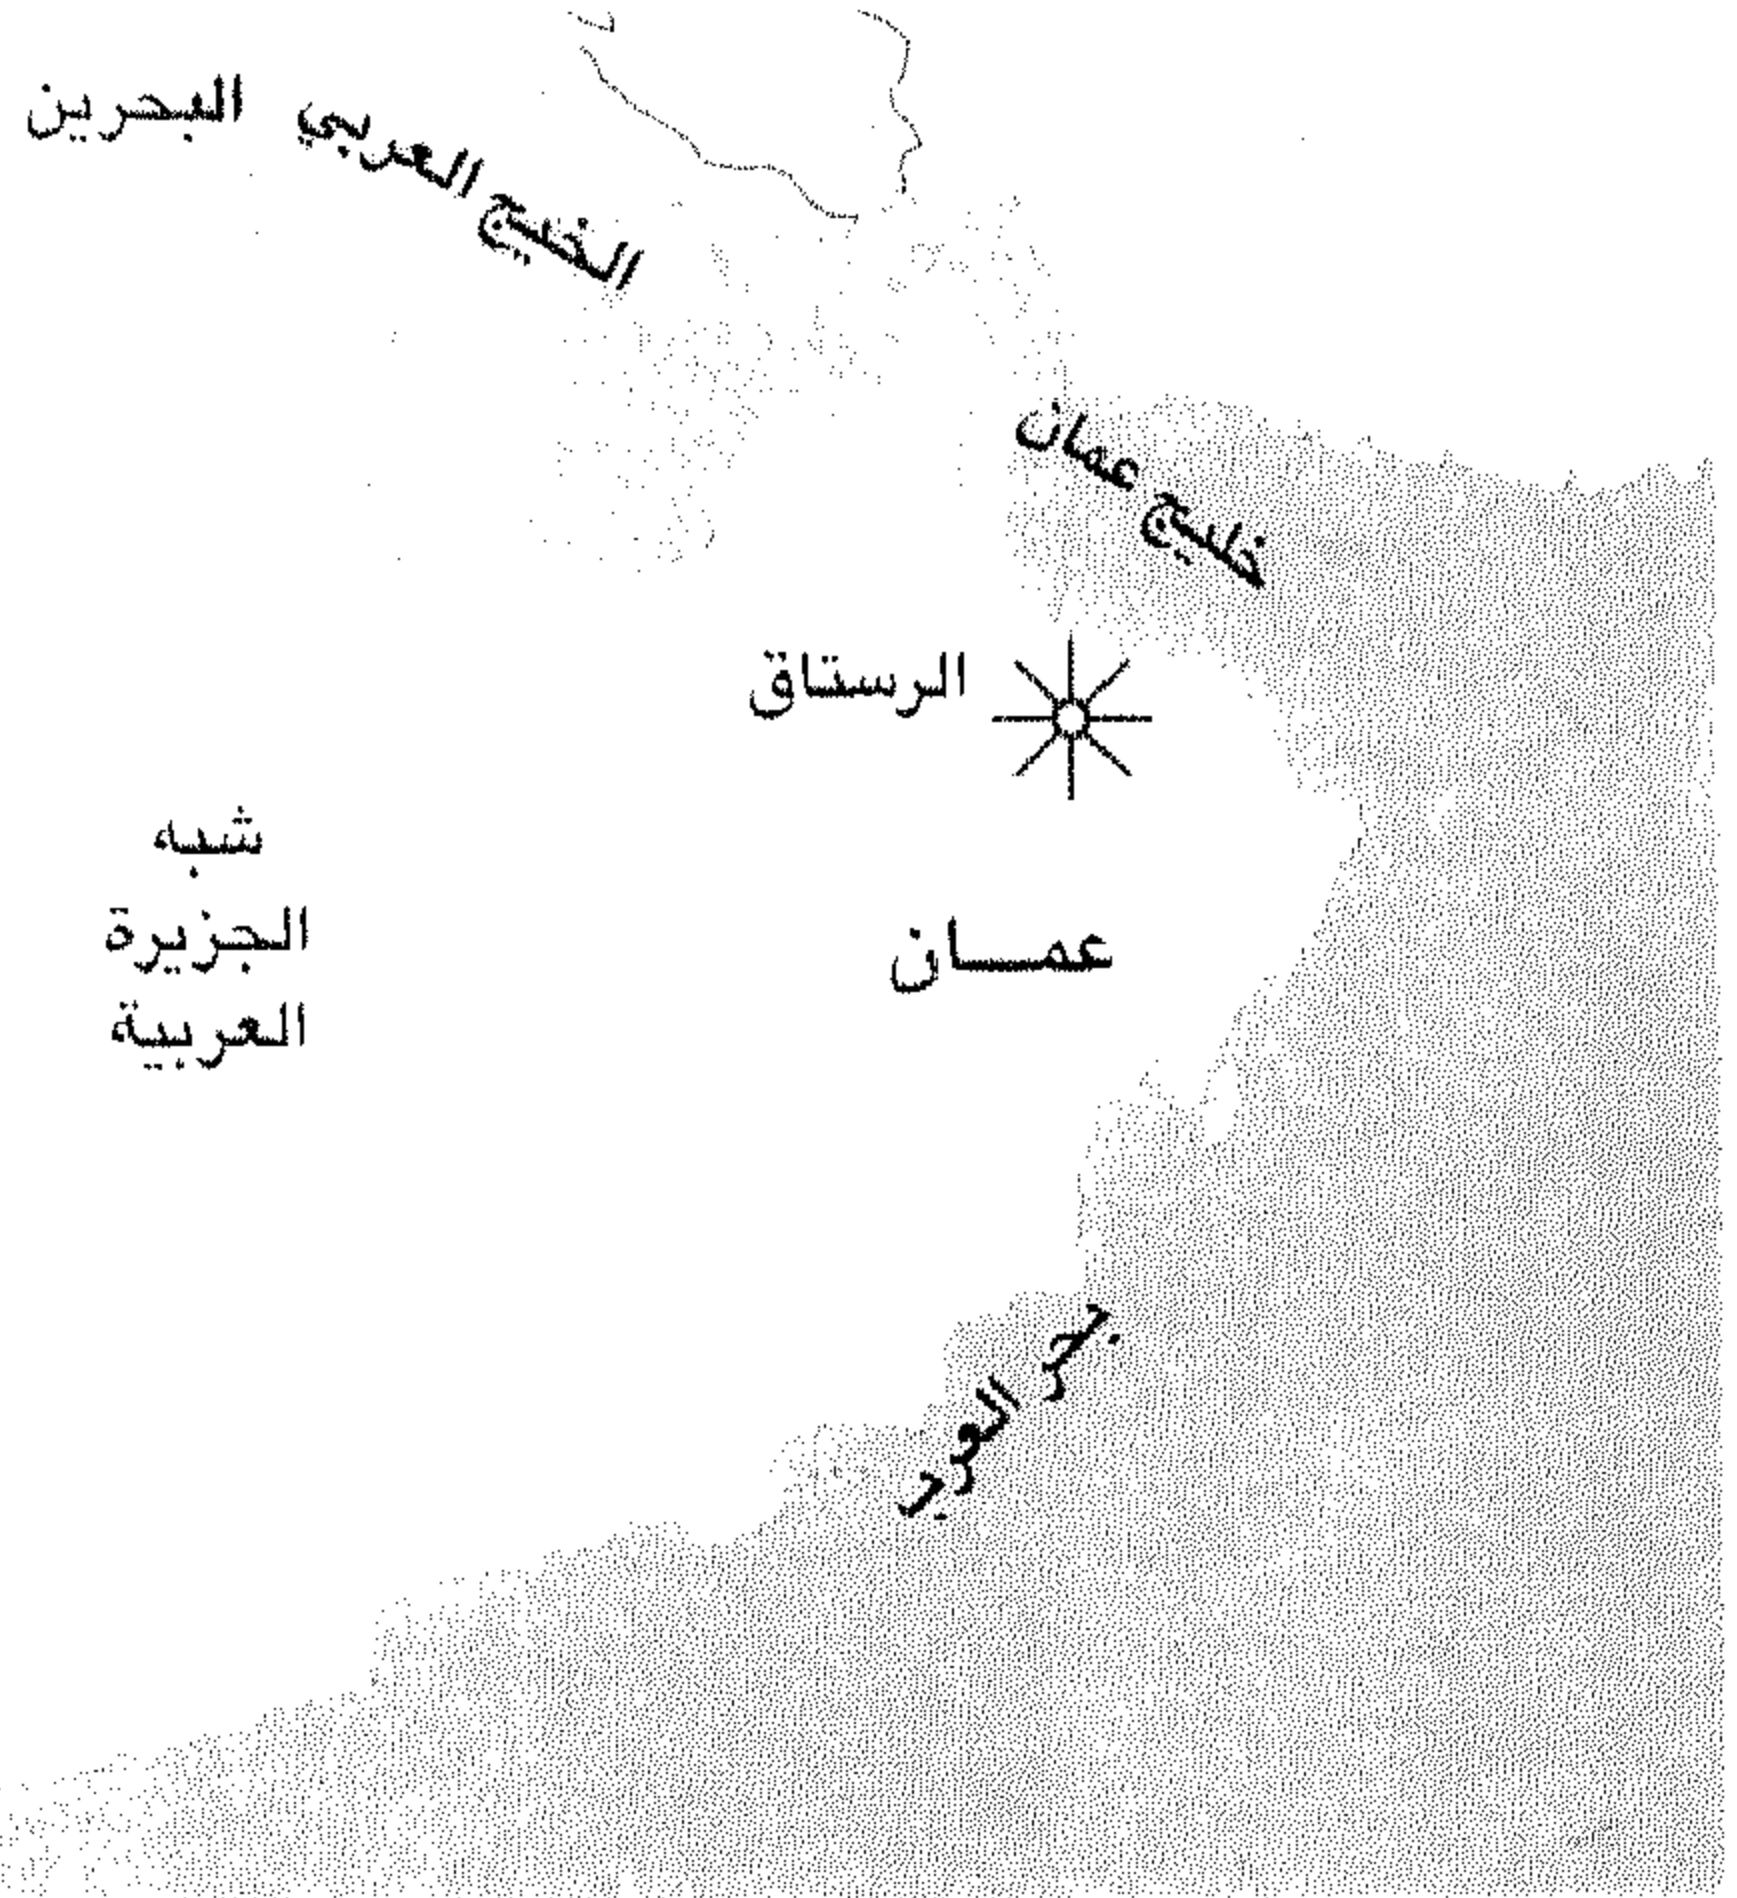 البحرين
الخليج العربي
خليج عمان
الرستاق
شبه
الجزيرة
العربية
عمـــان
بحر العرب